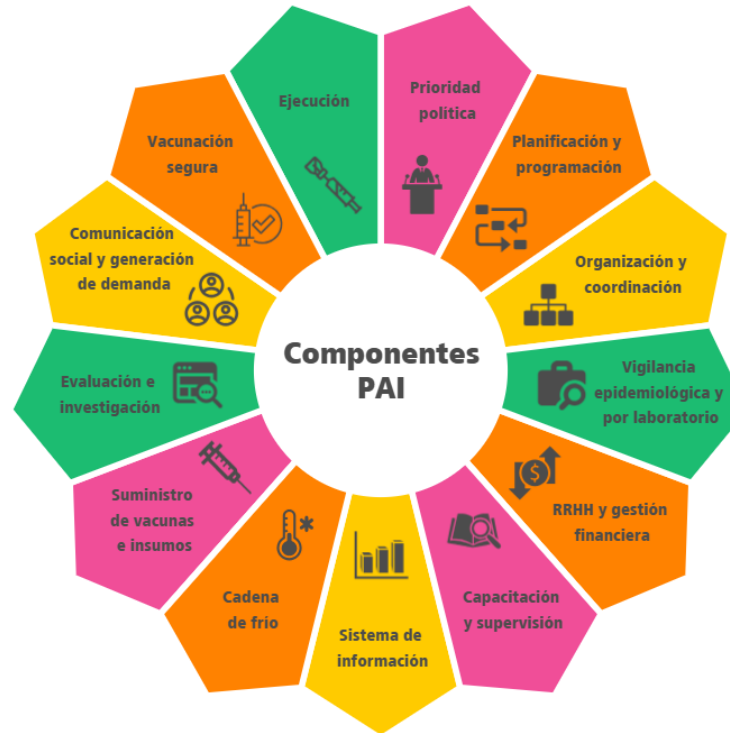 Componentes
PAI
Prioridad
política
Planificación y
programación
Organización y
coordinación
Vigilancia
epidemiológica y
por laboratorio
RRHH y gestión
financiera
Capacitación
y supervisión
Sistema de
información
Cadena
de frío
Suministro
de vacunas
e insumos
Evaluación e
investigación
Comunicación
social y generación
de demanda
Vacunación
segura
Ejecución